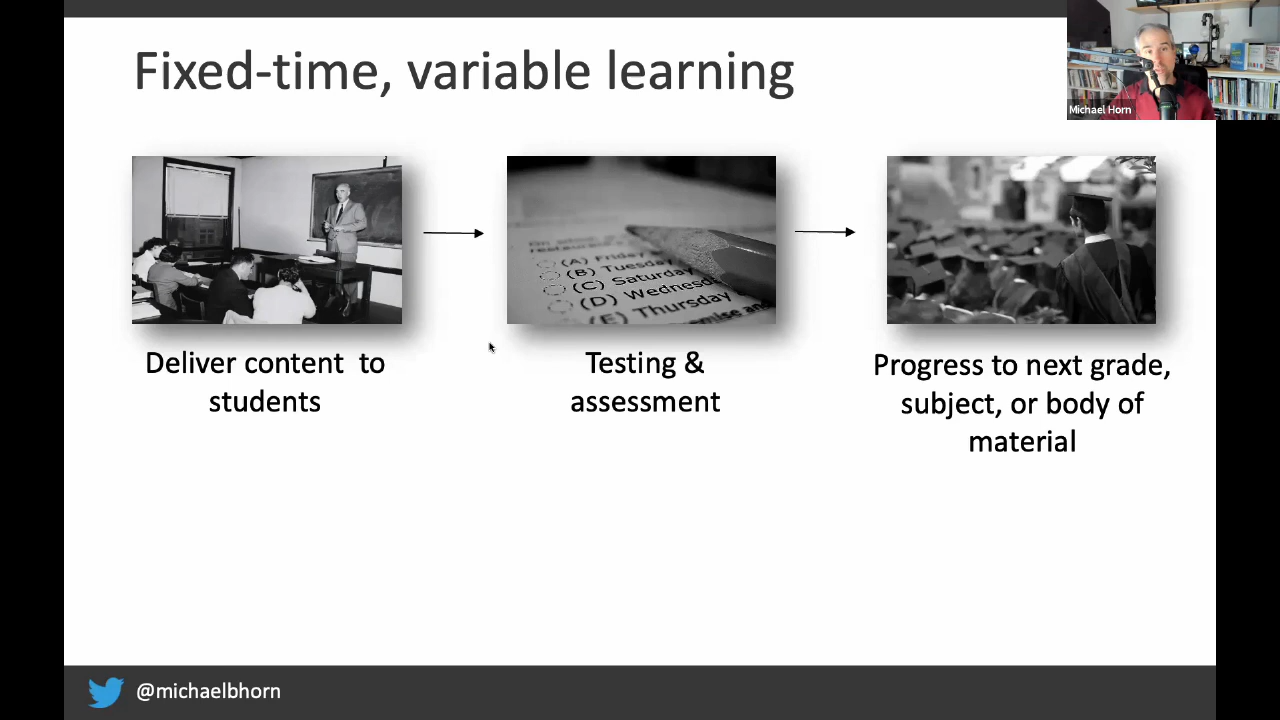 Fixed-time, variable learning
Michael Horn
(A) Friday
(B) Tuesday
(C) Saturday
(D) Wednesd
(E) Thursday
Deliver content to
students
Testing &
assessment
Progress to next grade,
subject, or body of
material
@michaelbhorn